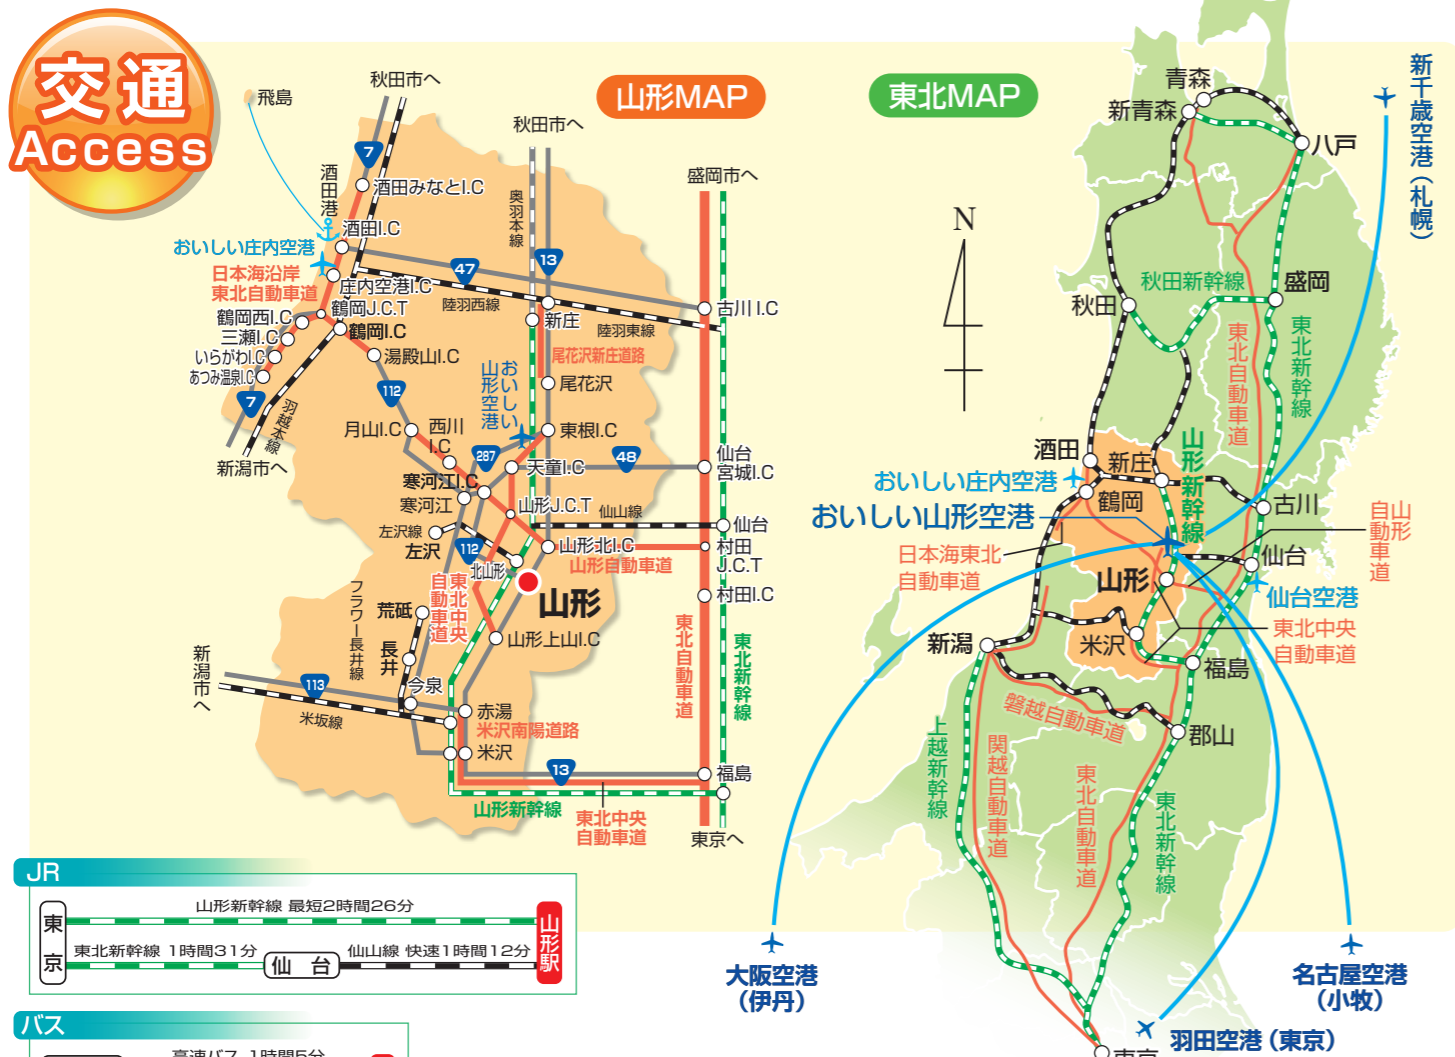 交通
Access
山形MAP
東北MAP
飛島
秋田市へ
7
酒田みなとI.C
酒田港
酒田I.C
おいしい庄内空港
日本海沿岸
東北自動車道
庄内空港I.C
鶴岡J.C.T
鶴岡西I.C
鶴岡I.C
三瀬I.C
いらがわI.C
あつみ温泉I.C
湯殿山I.C
7
羽越本線
新潟市へ
112
月山I.C
西川
I.C
287
寒河江I.C
寒河江
左沢線
左沢
112
北山形
秋田市へ
奥羽本線
13
47
陸羽西線
新庄
陸羽東線
尾花沢新庄道路
尾花沢
おいしい
山形空港
東根I.C
天童I.C
48
山形J.C.T
仙山線
山形北I.C
山形自動車道
山形
山形上山I.C
東北中央
自動車道
フラワー長井線
荒砥
長井
今泉
新潟市へ
113
米坂線
赤湯
米沢南陽道路
米沢
13
山形新幹線
東北中央
自動車道
盛岡市へ
古川I.C
仙台
宮城I.C
仙台
村田
J.C.T
村田I.C
東北自動車道
東北新幹線
福島
東京へ
N
青森
新青森
八戸
新千歳空港(札幌)
秋田新幹線
盛岡
秋田
東北自動車道
東北新幹線
酒田
新庄
山形新幹線
おいしい庄内空港
鶴岡
古川
おいしい山形空港
山形
自動車道
日本海東北
自動車道
仙台
山形
仙台空港
東北中央
自動車道
米沢
新潟
福島
磐越自動車道
郡山
上越新幹線
関越自動車道
東北自動車道
東北新幹線
大阪空港
(伊丹)
名古屋空港
(小牧)
羽田空港(東京)
東京
JR
東京
山形新幹線 最短2時間26分
山形駅
東北新幹線 1時間31分
仙台
仙山線 快速1時間12分
バス
高速バス 1時間5分